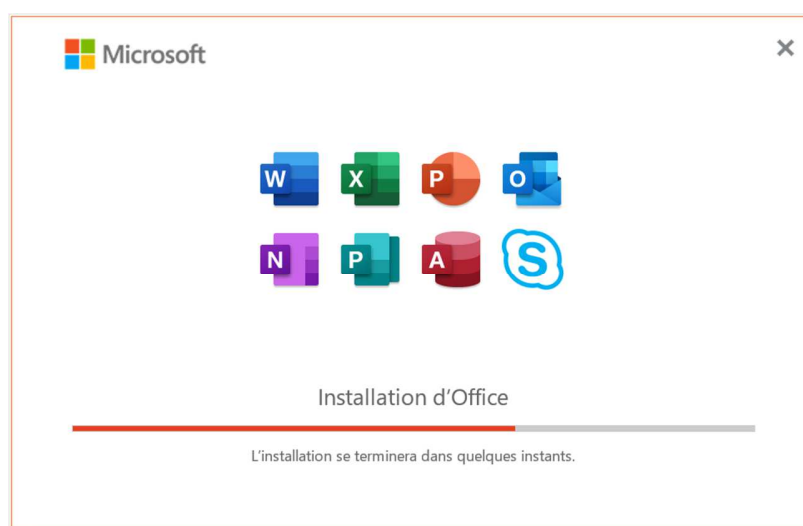 Microsoft
W X P O
N P A S
Installation d'Office
L'installation se terminera dans quelques instants.